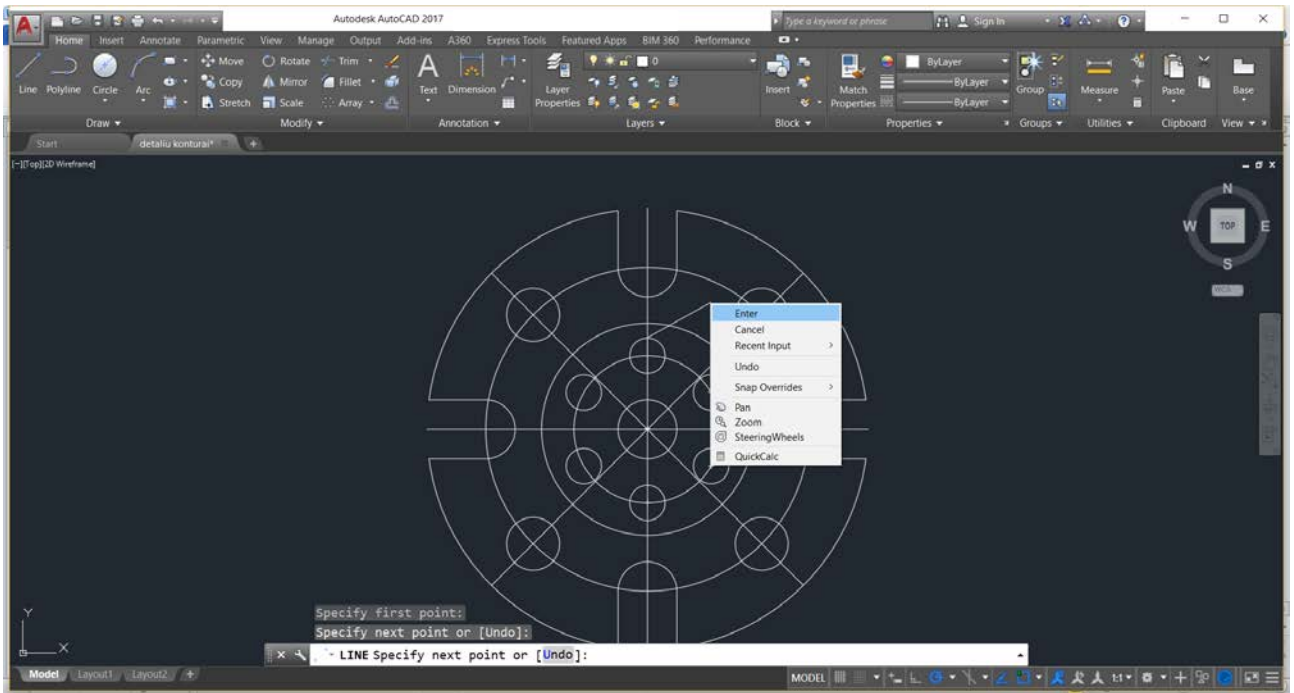 Autodesk AutoCAD 2017
Type a keyword or phrase
Sign In
Home Insert Annotate Parametric View Manage Output Add-ins A360 Express Tools Featured Apps BIM 360 Performance
Line Polyline Circle Arc
Move Rotate Trim
Copy Mirror Fillet
Stretch Scale Array
Text Dimension
Layer Properties
0
Insert
Match Properties
ByLayer
ByLayer
ByLayer
Group
Measure
Paste
Base
Draw Modify Annotation Layers Block Properties Groups Utilities Clipboard View
Start detaliu konturai*
[−][Top][2D Wireframe]
N
W TOP E
S
WCS
Enter
Cancel
Recent Input
Undo
Snap Overrides
Pan
Zoom
SteeringWheels
QuickCalc
Y
X
Specify first point:
Specify next point or [Undo]:
LINE Specify next point or [Undo]:
Model Layout1 Layout2 +
MODEL 1:1